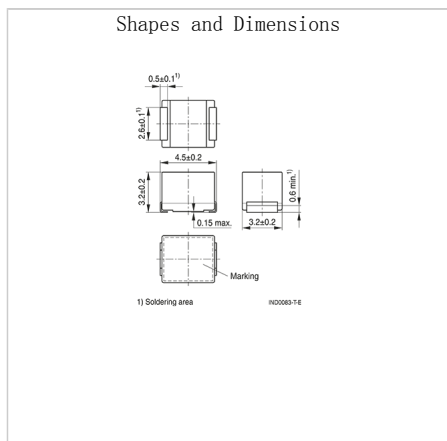 Shapes and Dimensions
0.5±0.1¹⁾
2.6±0.1¹⁾
4.5±0.2
3.2±0.2
0.15 max.
0.6 min.¹⁾
3.2±0.2
Marking
1) Soldering area
IND0083-T-E